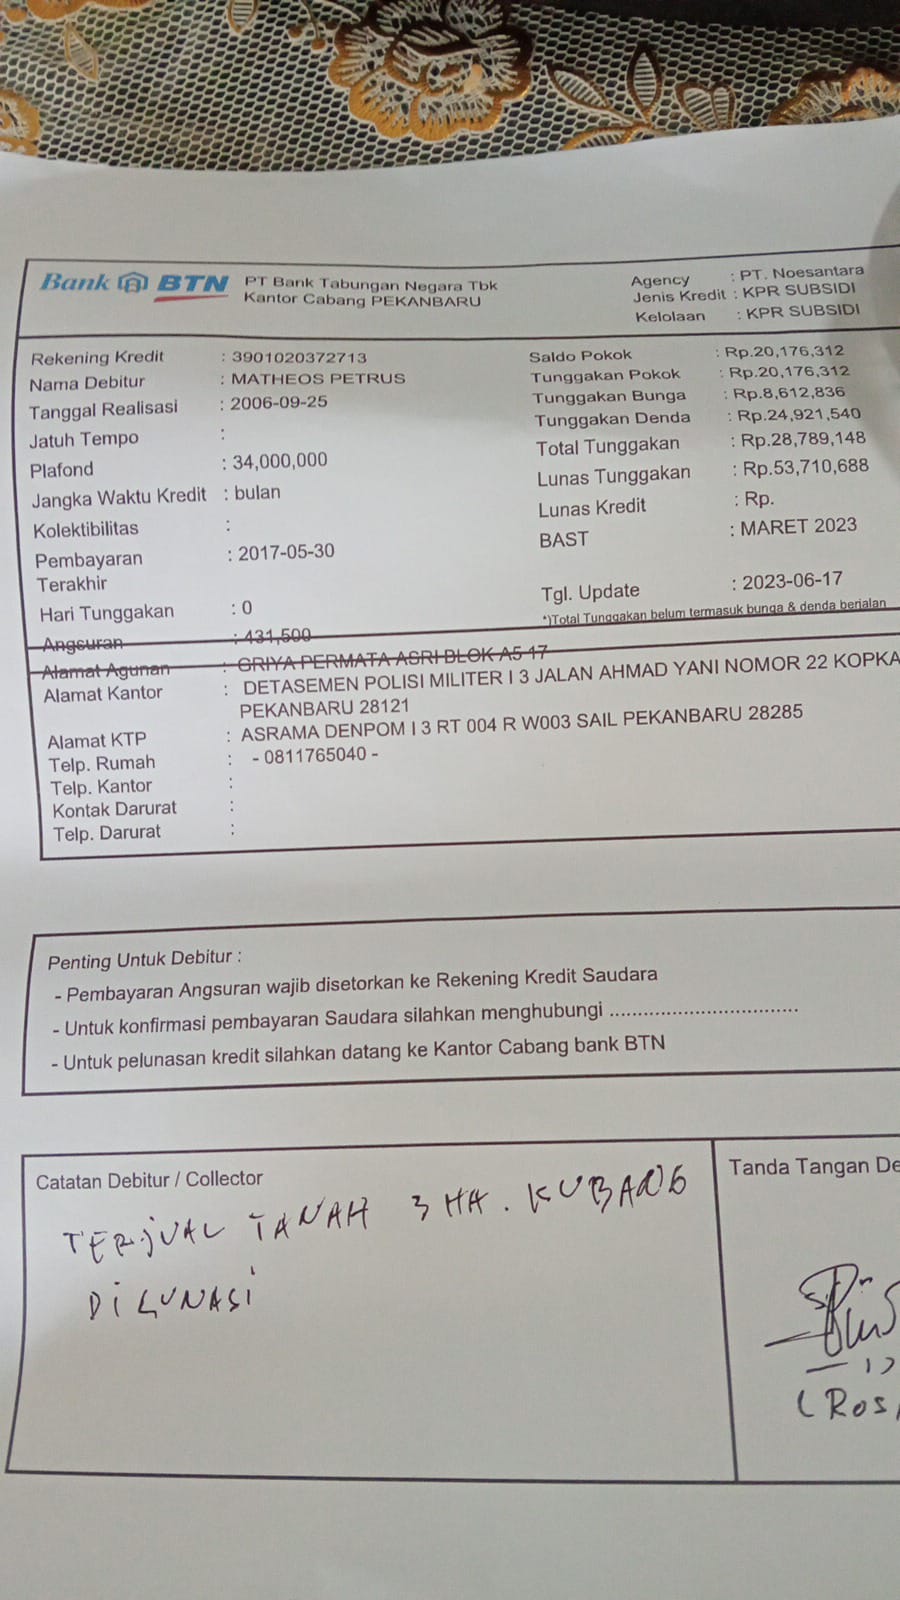 Bank BTN PT Bank Tabungan Negara Tbk
Kantor Cabang PEKANBARU
Agency : PT. Noesantara
Jenis Kredit : KPR SUBSIDI
Kelolaan : KPR SUBSIDI
Rekening Kredit : 3901020372713
Nama Debitur : MATHEOS PETRUS
Tanggal Realisasi : 2006-09-25
Jatuh Tempo :
Plafond : 34,000,000
Jangka Waktu Kredit : bulan
Kolektibilitas :
Pembayaran Terakhir : 2017-05-30
Hari Tunggakan : 0
Angsuran : 431,500
Saldo Pokok : Rp.20,176,312
Tunggakan Pokok : Rp.20,176,312
Tunggakan Bunga : Rp.8,612,836
Tunggakan Denda : Rp.24,921,540
Total Tunggakan : Rp.28,789,148
Lunas Tunggakan : Rp.53,710,688
Lunas Kredit : Rp.
BAST : MARET 2023
Tgl. Update : 2023-06-17
*)Total Tunggakan belum termasuk bunga & denda berjalan
Alamat Agunan : GRIYA PERMATA ASRI BLOK A5 17
Alamat Kantor : DETASEMEN POLISI MILITER I 3 JALAN AHMAD YANI NOMOR 22 KOPKA
PEKANBARU 28121
Alamat KTP : ASRAMA DENPOM I 3 RT 004 R W003 SAIL PEKANBARU 28285
Telp. Rumah : - 0811765040 -
Telp. Kantor :
Kontak Darurat :
Telp. Darurat :
Penting Untuk Debitur :
- Pembayaran Angsuran wajib disetorkan ke Rekening Kredit Saudara
- Untuk konfirmasi pembayaran Saudara silahkan menghubungi ..................................
- Untuk pelunasan kredit silahkan datang ke Kantor Cabang bank BTN
Catatan Debitur / Collector
TERJUAL TANAH 3 HA. KUBANG
DILUNASI
Tanda Tangan De
(Ros